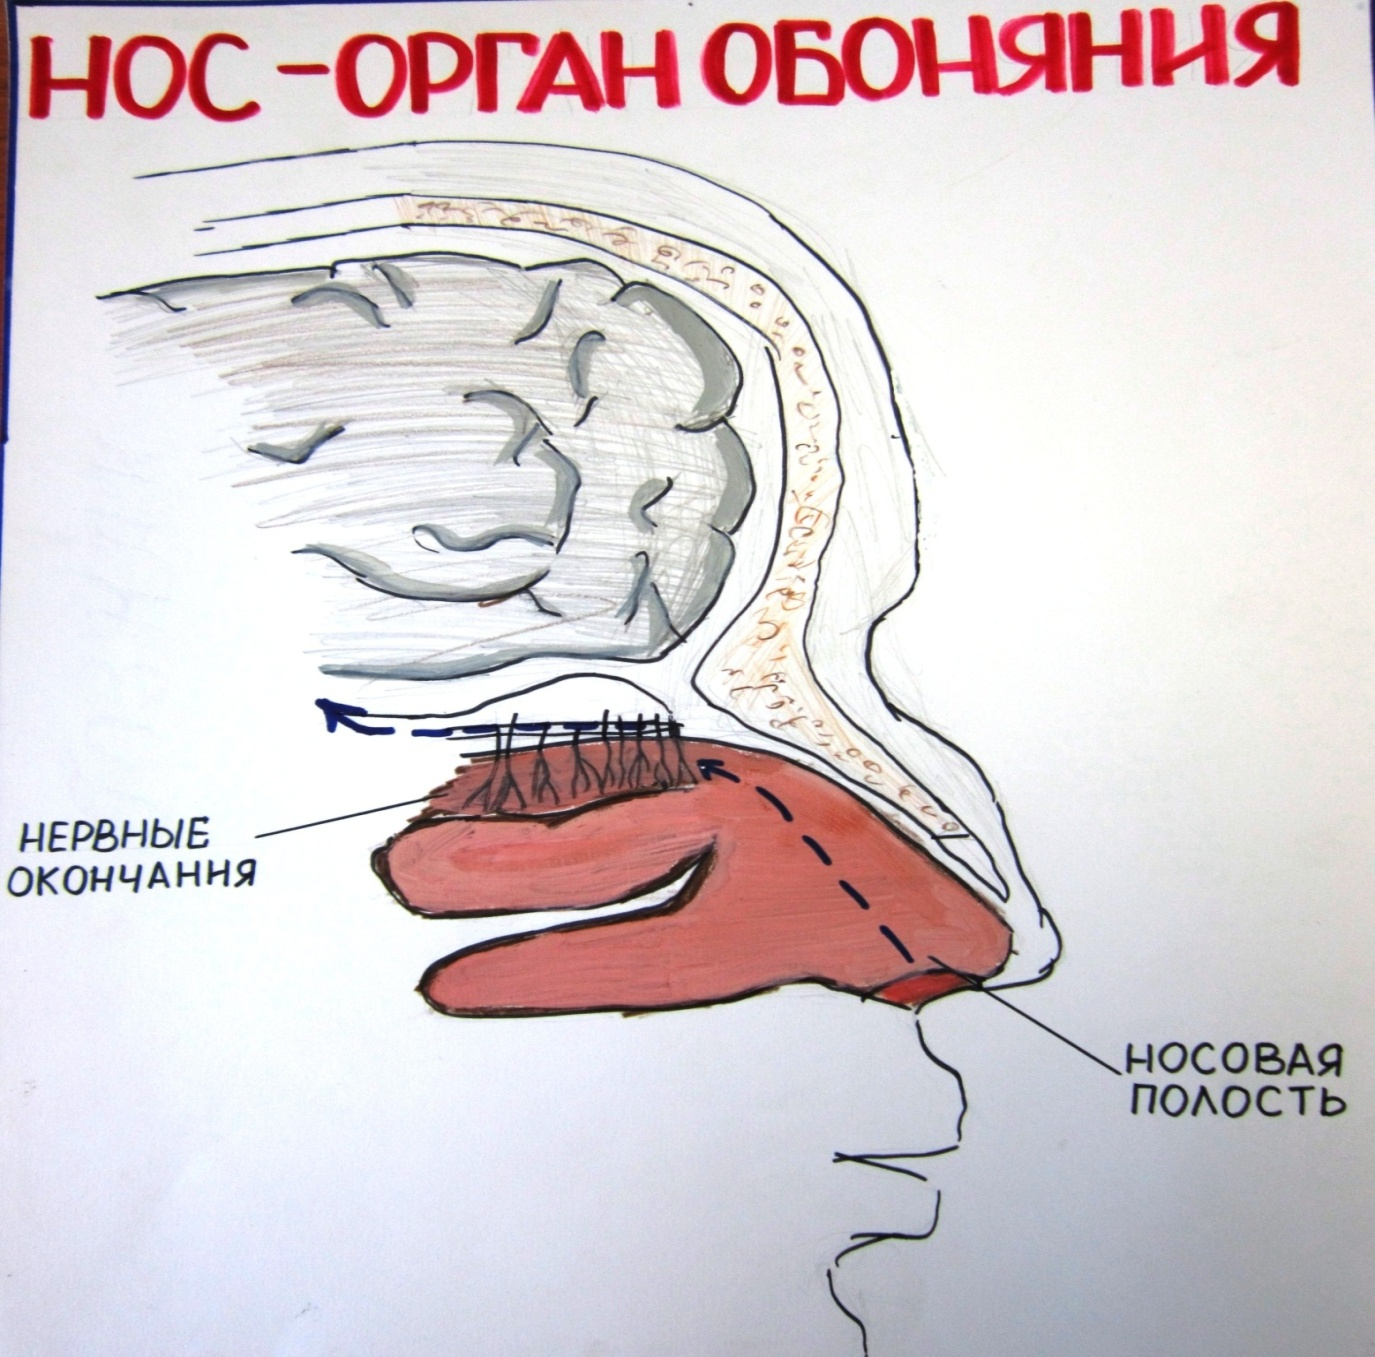 НОС - ОРГАН ОБОНЯНИЯ
НЕРВНЫЕ
ОКОНЧАННЯ
НОСОВАЯ
ПОЛОСТЬ